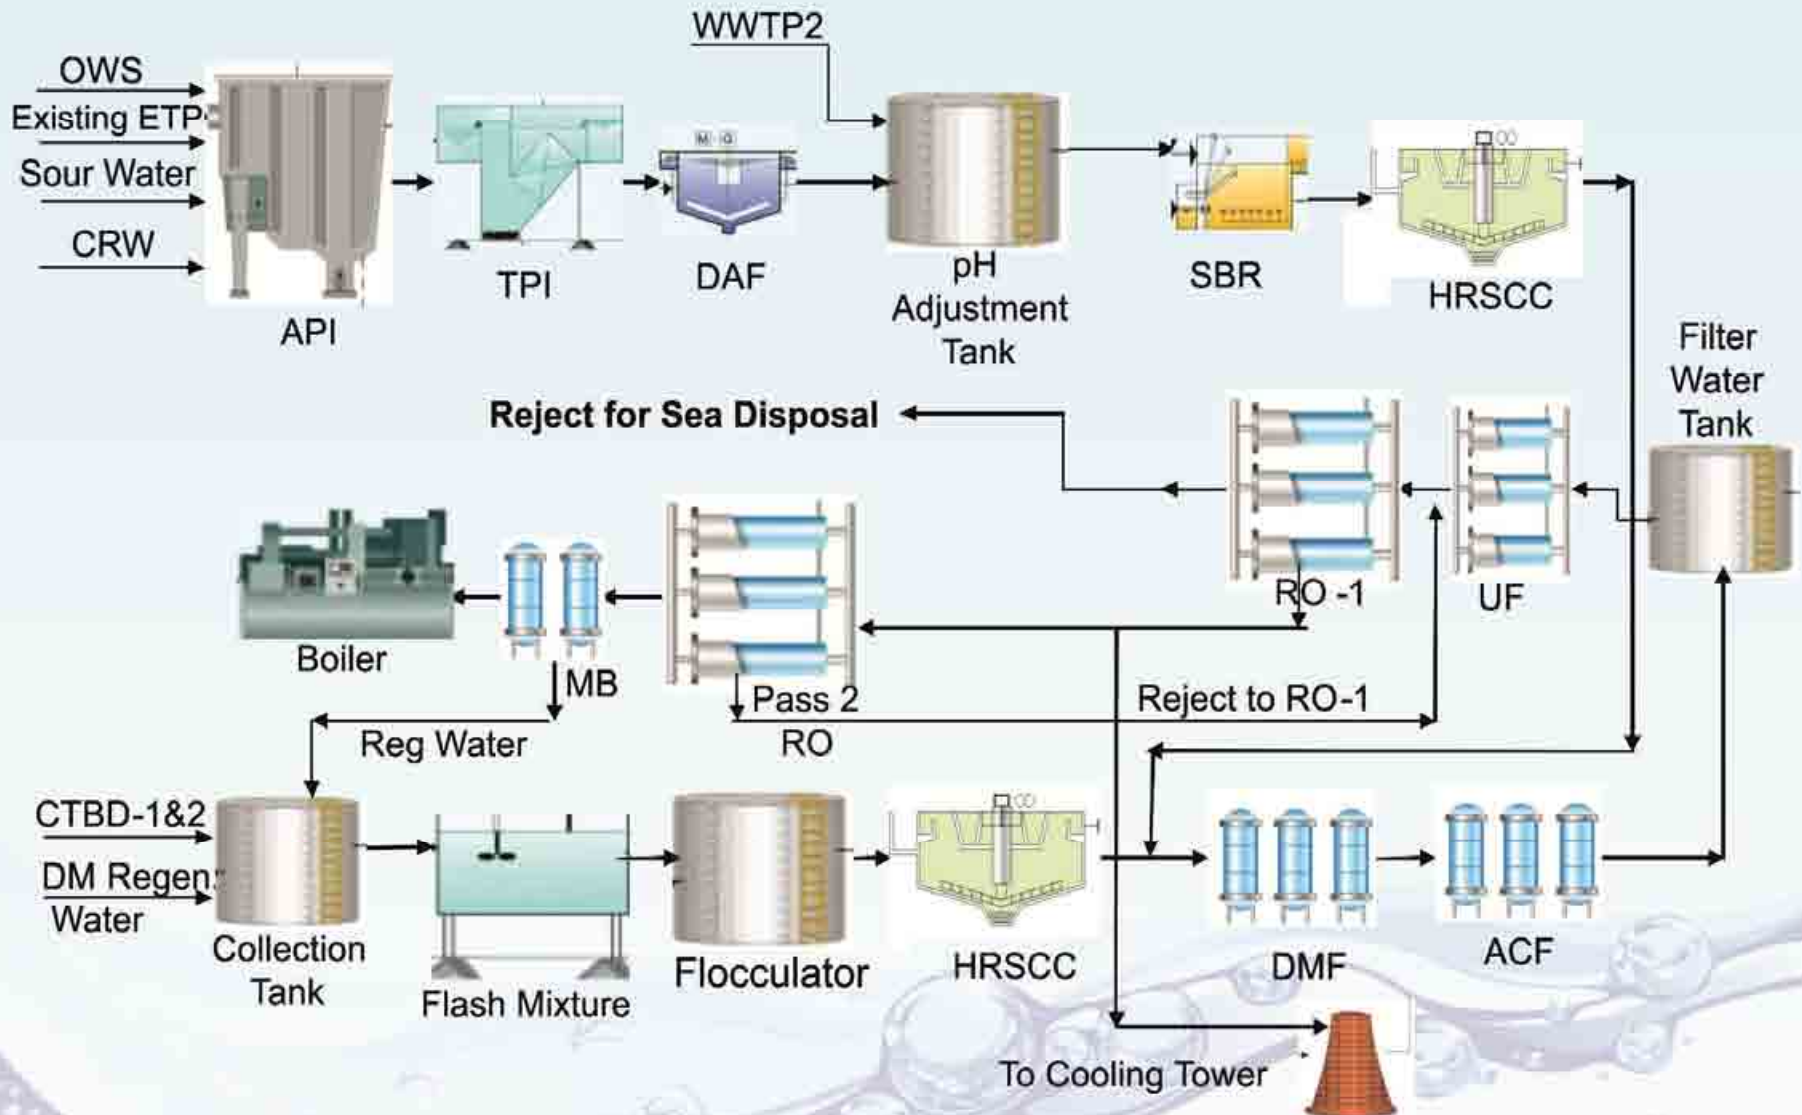 WWTP2
OWS
Existing ETP
Sour Water
CRW
API
TPI
M G
DAF
pH
Adjustment
Tank
SBR
HRSCC
Filter
Water
Tank
Reject for Sea Disposal
RO -1
UF
Boiler
MB
Pass 2
RO
Reject to RO-1
Reg Water
CTBD-1&2
DM Regen.
Water
Collection
Tank
Flash Mixture
Flocculator
HRSCC
DMF
ACF
To Cooling Tower